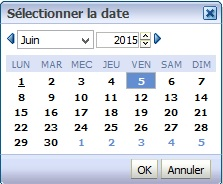 Sélectionner la date
Juin 2015
LUN MAR MEC JEU VEN SAM DIM
1 2 3 4 5 6 7
8 9 10 11 12 13 14
15 16 17 18 19 20 21
22 23 24 25 26 27 28
29 30 1 2 3 4 5
OK Annuler